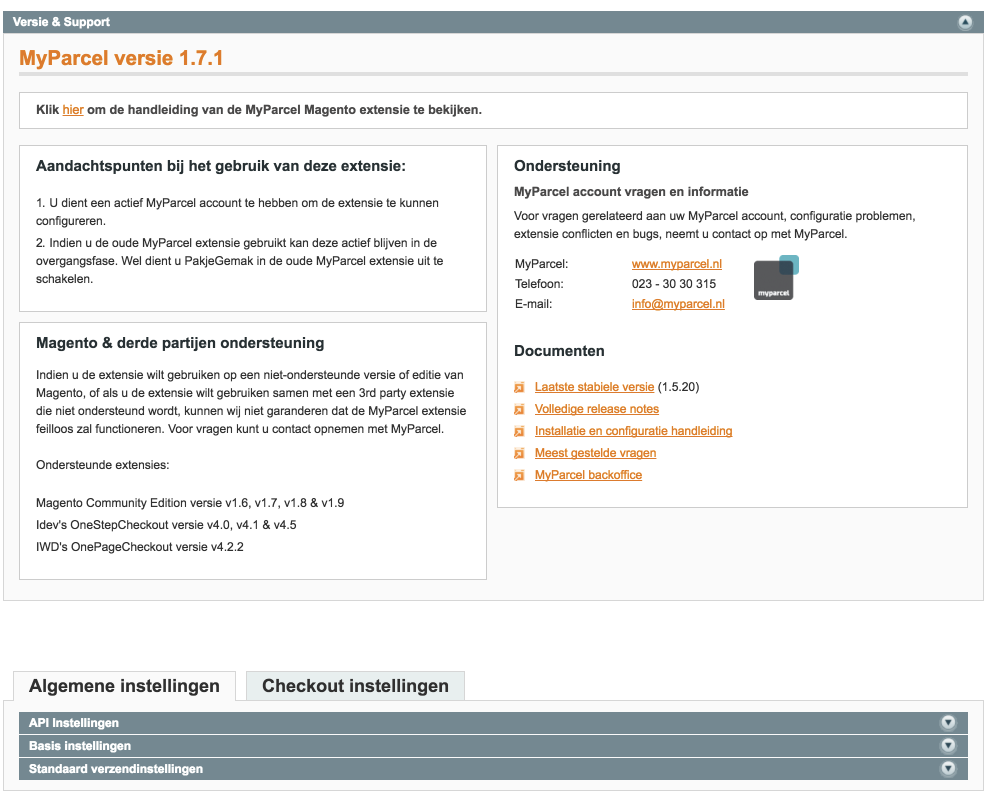 Versie & Support
MyParcel versie 1.7.1
Klik hier om de handleiding van de MyParcel Magento extensie te bekijken.
Aandachtspunten bij het gebruik van deze extensie:
1. U dient een actief MyParcel account te hebben om de extensie te kunnen
configureren.
2. Indien u de oude MyParcel extensie gebruikt kan deze actief blijven in de
overgangsfase. Wel dient u PakjeGemak in de oude MyParcel extensie uit te
schakelen.
Magento & derde partijen ondersteuning
Indien u de extensie wilt gebruiken op een niet-ondersteunde versie of editie van
Magento, of als u de extensie wilt gebruiken samen met een 3rd party extensie
die niet ondersteund wordt, kunnen wij niet garanderen dat de MyParcel extensie
feilloos zal functioneren. Voor vragen kunt u contact opnemen met MyParcel.
Ondersteunde extensies:
Magento Community Edition versie v1.6, v1.7, v1.8 & v1.9
Idev's OneStepCheckout versie v4.0, v4.1 & v4.5
IWD's OnePageCheckout versie v4.2.2
Ondersteuning
MyParcel account vragen en informatie
Voor vragen gerelateerd aan uw MyParcel account, configuratie problemen,
extensie conflicten en bugs, neemt u contact op met MyParcel.
MyParcel: www.myparcel.nl
Telefoon: 023 - 30 30 315
E-mail: info@myparcel.nl
myparcel
Documenten
Laatste stabiele versie (1.5.20)
Volledige release notes
Installatie en configuratie handleiding
Meest gestelde vragen
MyParcel backoffice
Algemene instellingen
Checkout instellingen
API Instellingen
Basis instellingen
Standaard verzendinstellingen